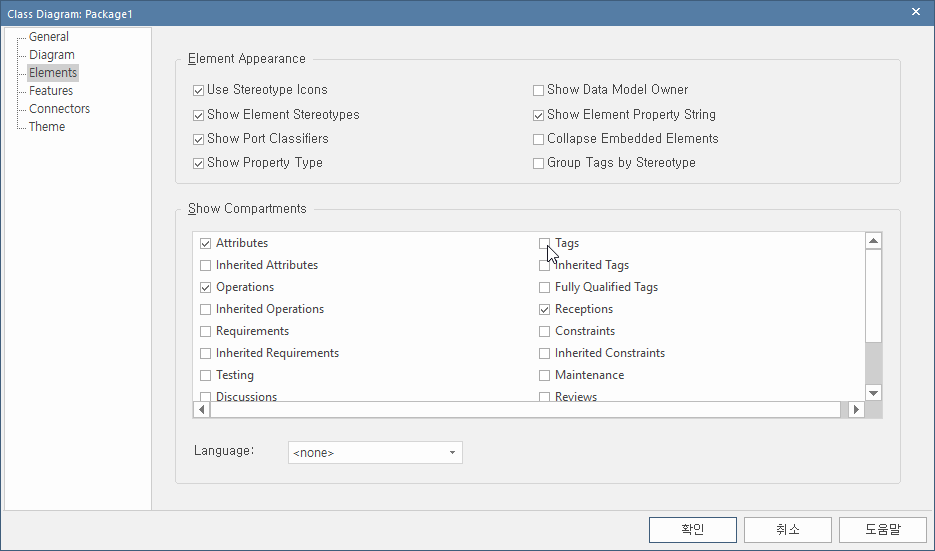 Class Diagram: Package1
General
Diagram
Elements
Features
Connectors
Theme
Element Appearance
Use Stereotype Icons
Show Data Model Owner
Show Element Stereotypes
Show Element Property String
Show Port Classifiers
Collapse Embedded Elements
Show Property Type
Group Tags by Stereotype
Show Compartments
Attributes
Tags
Inherited Attributes
Inherited Tags
Operations
Fully Qualified Tags
Inherited Operations
Receptions
Requirements
Constraints
Inherited Requirements
Inherited Constraints
Testing
Maintenance
Discussions
Reviews
Language:
<none>
확인
취소
도움말